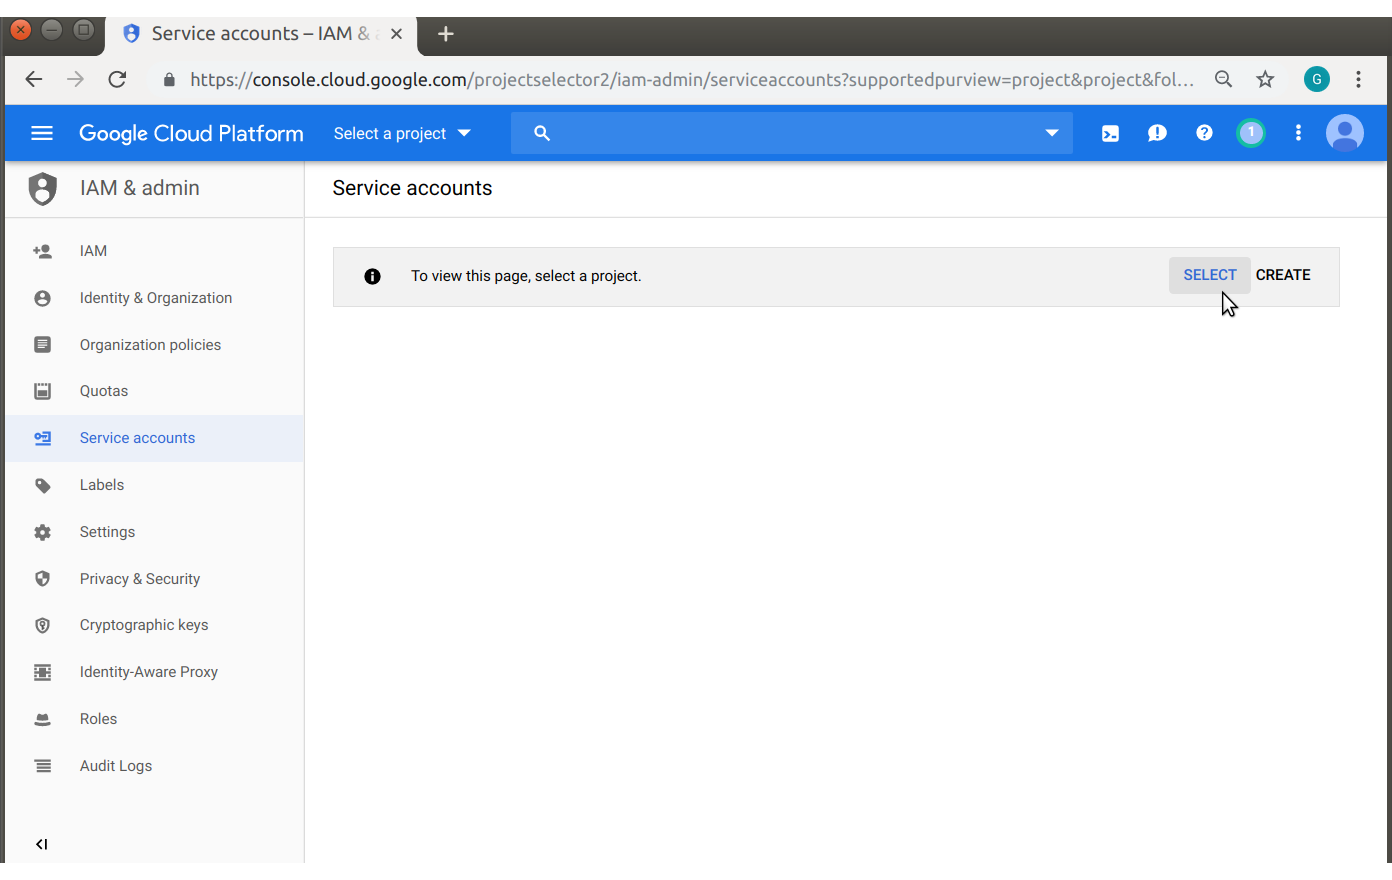 Service accounts – IAM & a
https://console.cloud.google.com/projectselector2/iam-admin/serviceaccounts?supportedpurview=project&project&fol…
G
Google Cloud Platform
Select a project
1
IAM & admin
Service accounts
IAM
Identity & Organization
Organization policies
Quotas
Service accounts
Labels
Settings
Privacy & Security
Cryptographic keys
Identity-Aware Proxy
Roles
Audit Logs
To view this page, select a project.
SELECT
CREATE